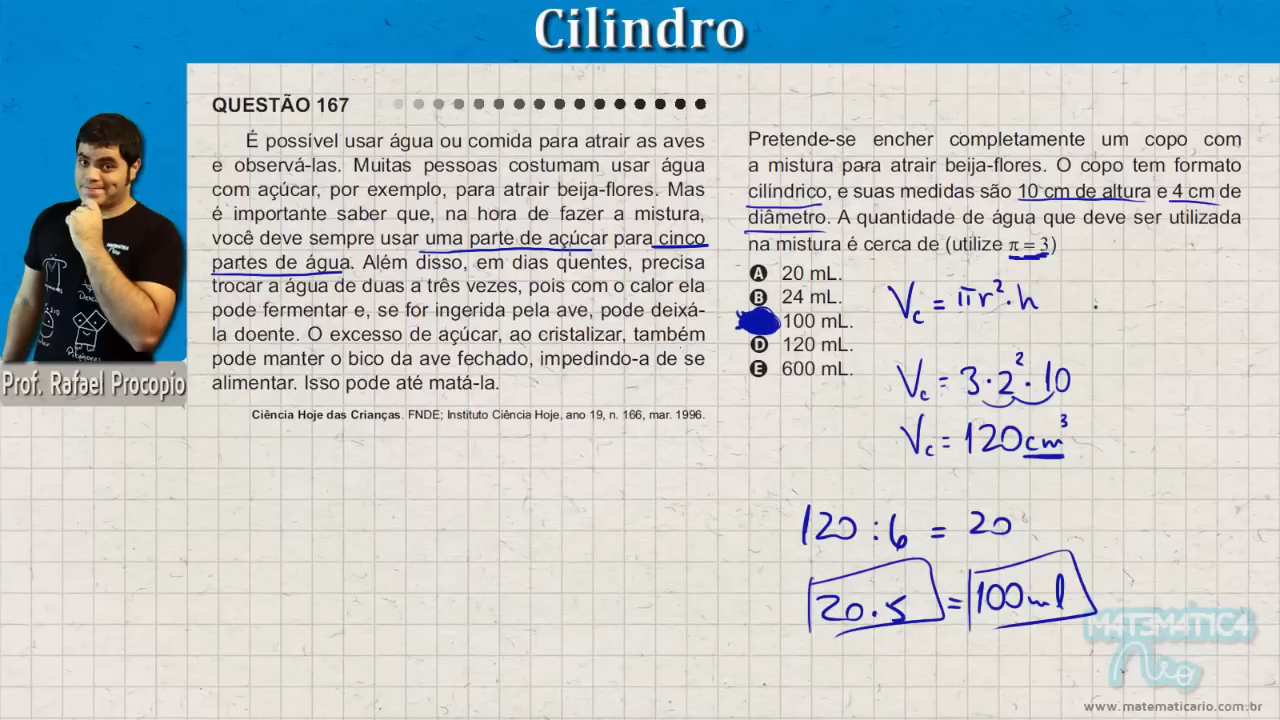 Cilindro
QUESTÃO 167
É possível usar água ou comida para atrair as aves
e observá-las. Muitas pessoas costumam usar água
com açúcar, por exemplo, para atrair beija-flores. Mas
é importante saber que, na hora de fazer a mistura,
você deve sempre usar uma parte de açúcar para cinco
partes de água. Além disso, em dias quentes, precisa
trocar a água de duas a três vezes, pois com o calor ela
pode fermentar e, se for ingerida pela ave, pode deixá-
la doente. O excesso de açúcar, ao cristalizar, também
pode manter o bico da ave fechado, impedindo-a de se
alimentar. Isso pode até matá-la.
Ciência Hoje das Crianças. FNDE; Instituto Ciência Hoje, ano 19, n. 166, mar. 1996.
Pretende-se encher completamente um copo com
a mistura para atrair beija-flores. O copo tem formato
cilíndrico, e suas medidas são 10 cm de altura e 4 cm de
diâmetro. A quantidade de água que deve ser utilizada
na mistura é cerca de (utilize π = 3)
A 20 mL.
B 24 mL.
100 mL.
D 120 mL.
E 600 mL.
Vc = πr²·h
Vc = 3·2²·10
Vc = 120cm³
120 : 6 = 20
20·5 = 100ml
Prof. Rafael Procopio
MATEMÁTICA
Rio
www.matematicario.com.br